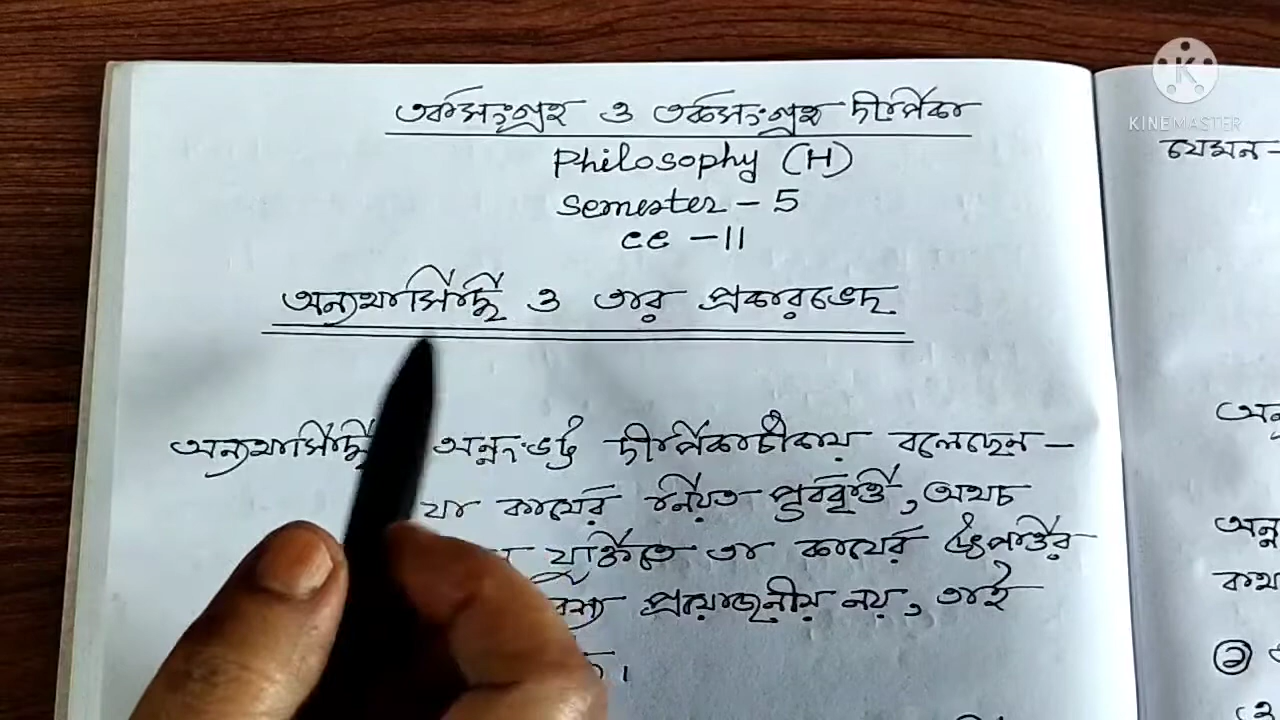 তর্কসংগ্রহ ও তর্কসংগ্রহ দীপিকা
Philosophy (H)
Semester - 5
CC - 11
অন্যথাসিদ্ধি ও তার প্রকারভেদ
অন্যথাসিদ্ধি অন্নংভট্ট দীপিকাটীকায় বলেছেন -
যা কার্যের নিয়ত পূর্ববৃত্তি, অথচ
যুক্তিতে তা কার্যের উৎপত্তির
প্রয়োজনীয় নয়, তাই
KINEMASTER
যেমন -